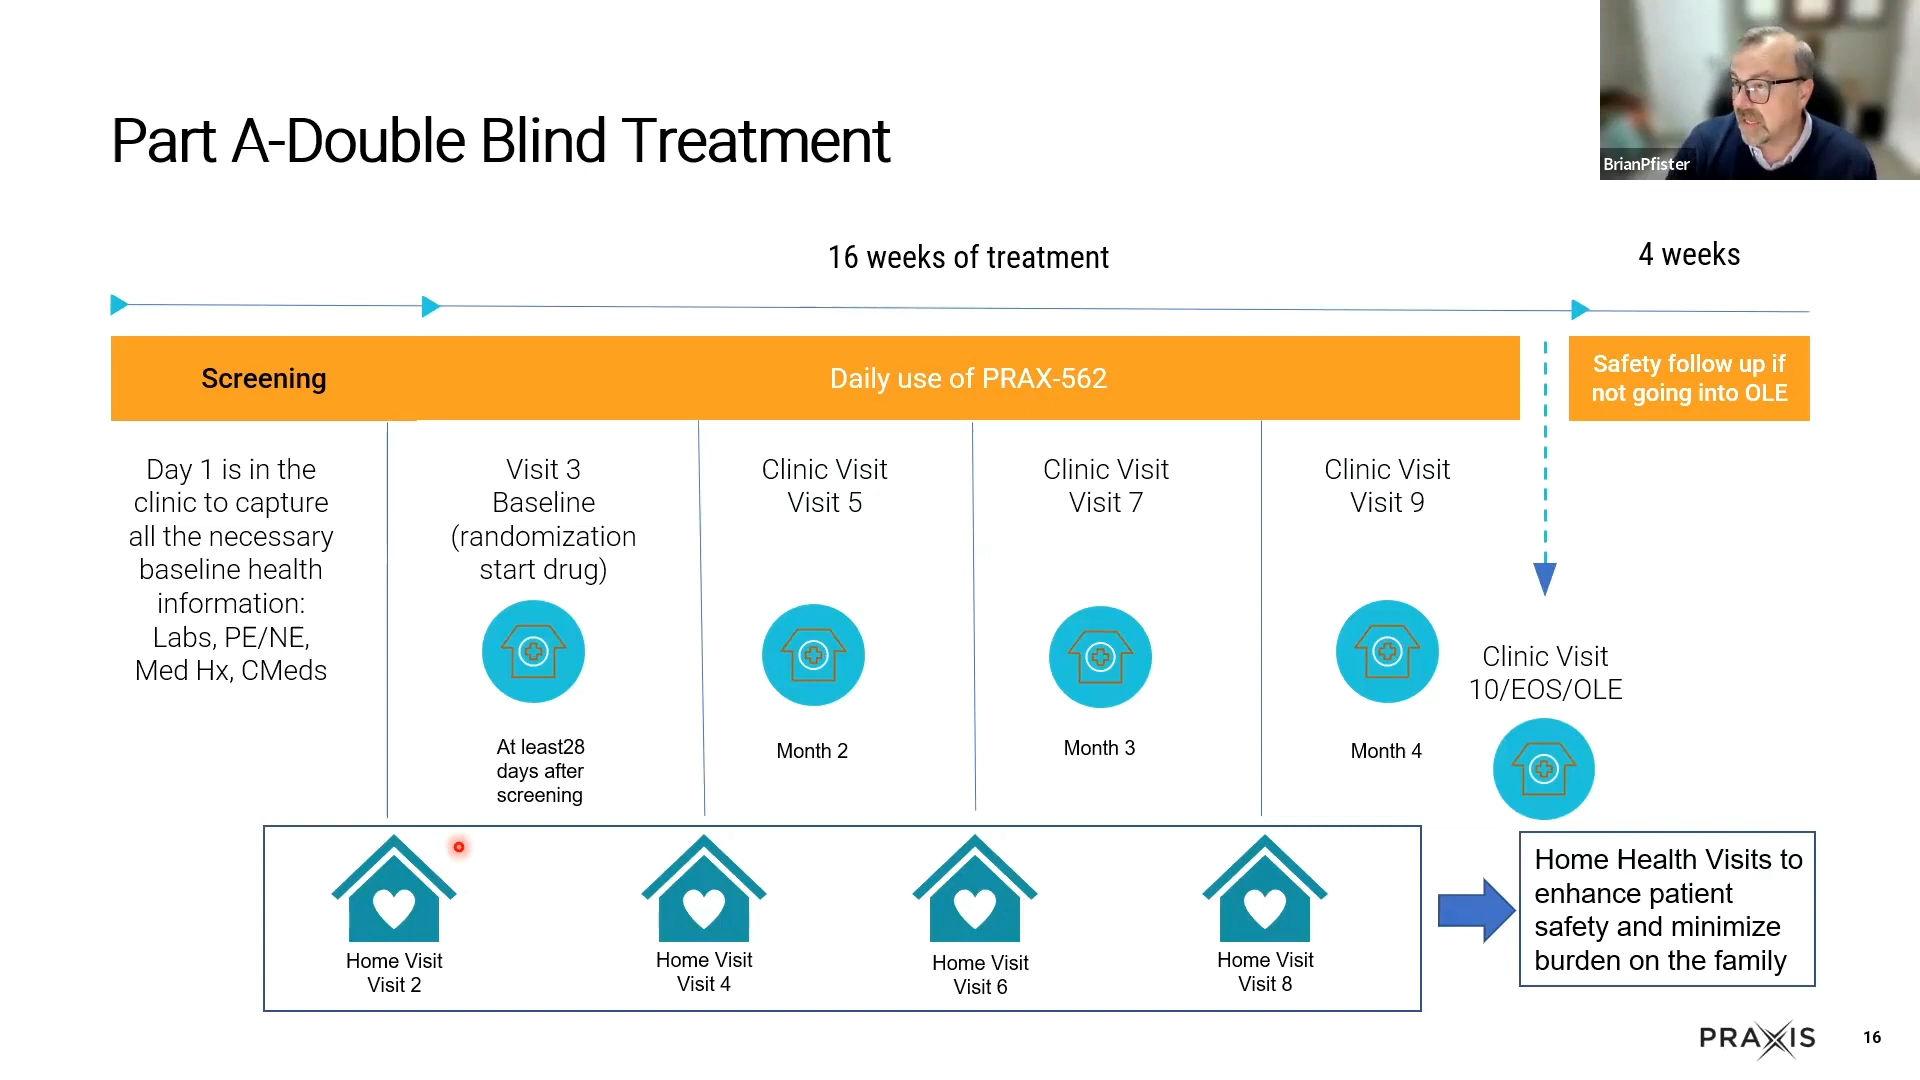 BrianPfister
Part A-Double Blind Treatment
16 weeks of treatment
4 weeks
Screening
Daily use of PRAX-562
Safety follow up if
not going into OLE
Day 1 is in the
clinic to capture
all the necessary
baseline health
information:
Labs, PE/NE,
Med Hx, CMeds
Visit 3
Baseline
(randomization
start drug)
At least28
days after
screening
Clinic Visit
Visit 5
Month 2
Clinic Visit
Visit 7
Month 3
Clinic Visit
Visit 9
Month 4
Clinic Visit
10/EOS/OLE
Home Visit
Visit 2
Home Visit
Visit 4
Home Visit
Visit 6
Home Visit
Visit 8
Home Health Visits to
enhance patient
safety and minimize
burden on the family
PRAXIS
16